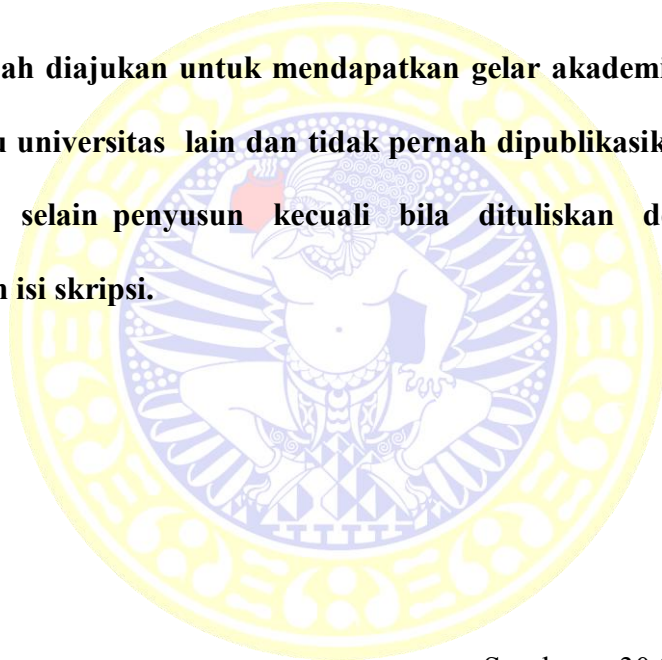 ah diajukan untuk mendapatkan gelar akademi
universitas lain dan tidak pernah dipublikasik
selain penyusun kecuali bila dituliskan d
isi skripsi.